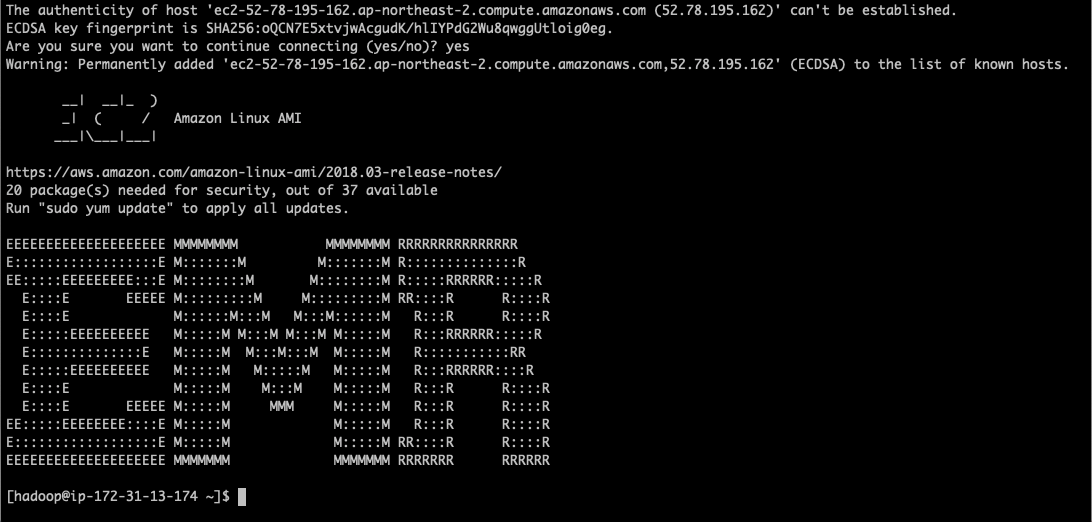 The authenticity of host 'ec2-52-78-195-162.ap-northeast-2.compute.amazonaws.com (52.78.195.162)' can't be established.
ECDSA key fingerprint is SHA256:oQCN7E5xtvjwAcgudK/hlIYPdG2Wu8qwggUtloig0eg.
Are you sure you want to continue connecting (yes/no)? yes
Warning: Permanently added 'ec2-52-78-195-162.ap-northeast-2.compute.amazonaws.com,52.78.195.162' (ECDSA) to the list of known hosts.

       __|  __|_  )
       _|  (     /   Amazon Linux AMI
      ___|\___|___|

https://aws.amazon.com/amazon-linux-ami/2018.03-release-notes/
20 package(s) needed for security, out of 37 available
Run "sudo yum update" to apply all updates.

EEEEEEEEEEEEEEEEEEEE MMMMMMMM           MMMMMMMM RRRRRRRRRRRRRRR
E::::::::::::::::::E M:::::::M         M:::::::M R::::::::::::::R
EE:::::EEEEEEEEE:::E M::::::::M       M::::::::M R:::::RRRRRR:::::R
  E::::E       EEEEE M:::::::::M     M:::::::::M RR::::R      R::::R
  E::::E             M::::::M:::M   M:::M::::::M   R:::R      R::::R
  E:::::EEEEEEEEEE   M:::::M M:::M M:::M M:::::M   R:::RRRRRR:::::R
  E::::::::::::::E   M:::::M  M:::M:::M  M:::::M   R:::::::::::RR
  E:::::EEEEEEEEEE   M:::::M   M:::::M   M:::::M   R:::RRRRRR::::R
  E::::E             M:::::M    M:::M    M:::::M   R:::R      R::::R
  E::::E       EEEEE M:::::M     MMM     M:::::M   R:::R      R::::R
EE:::::EEEEEEEE::::E M:::::M             M:::::M   R:::R      R::::R
E::::::::::::::::::E M:::::M             M:::::M RR::::R      R::::R
EEEEEEEEEEEEEEEEEEEE MMMMMMM             MMMMMMM RRRRRRR      RRRRRR

[hadoop@ip-172-31-13-174 ~]$